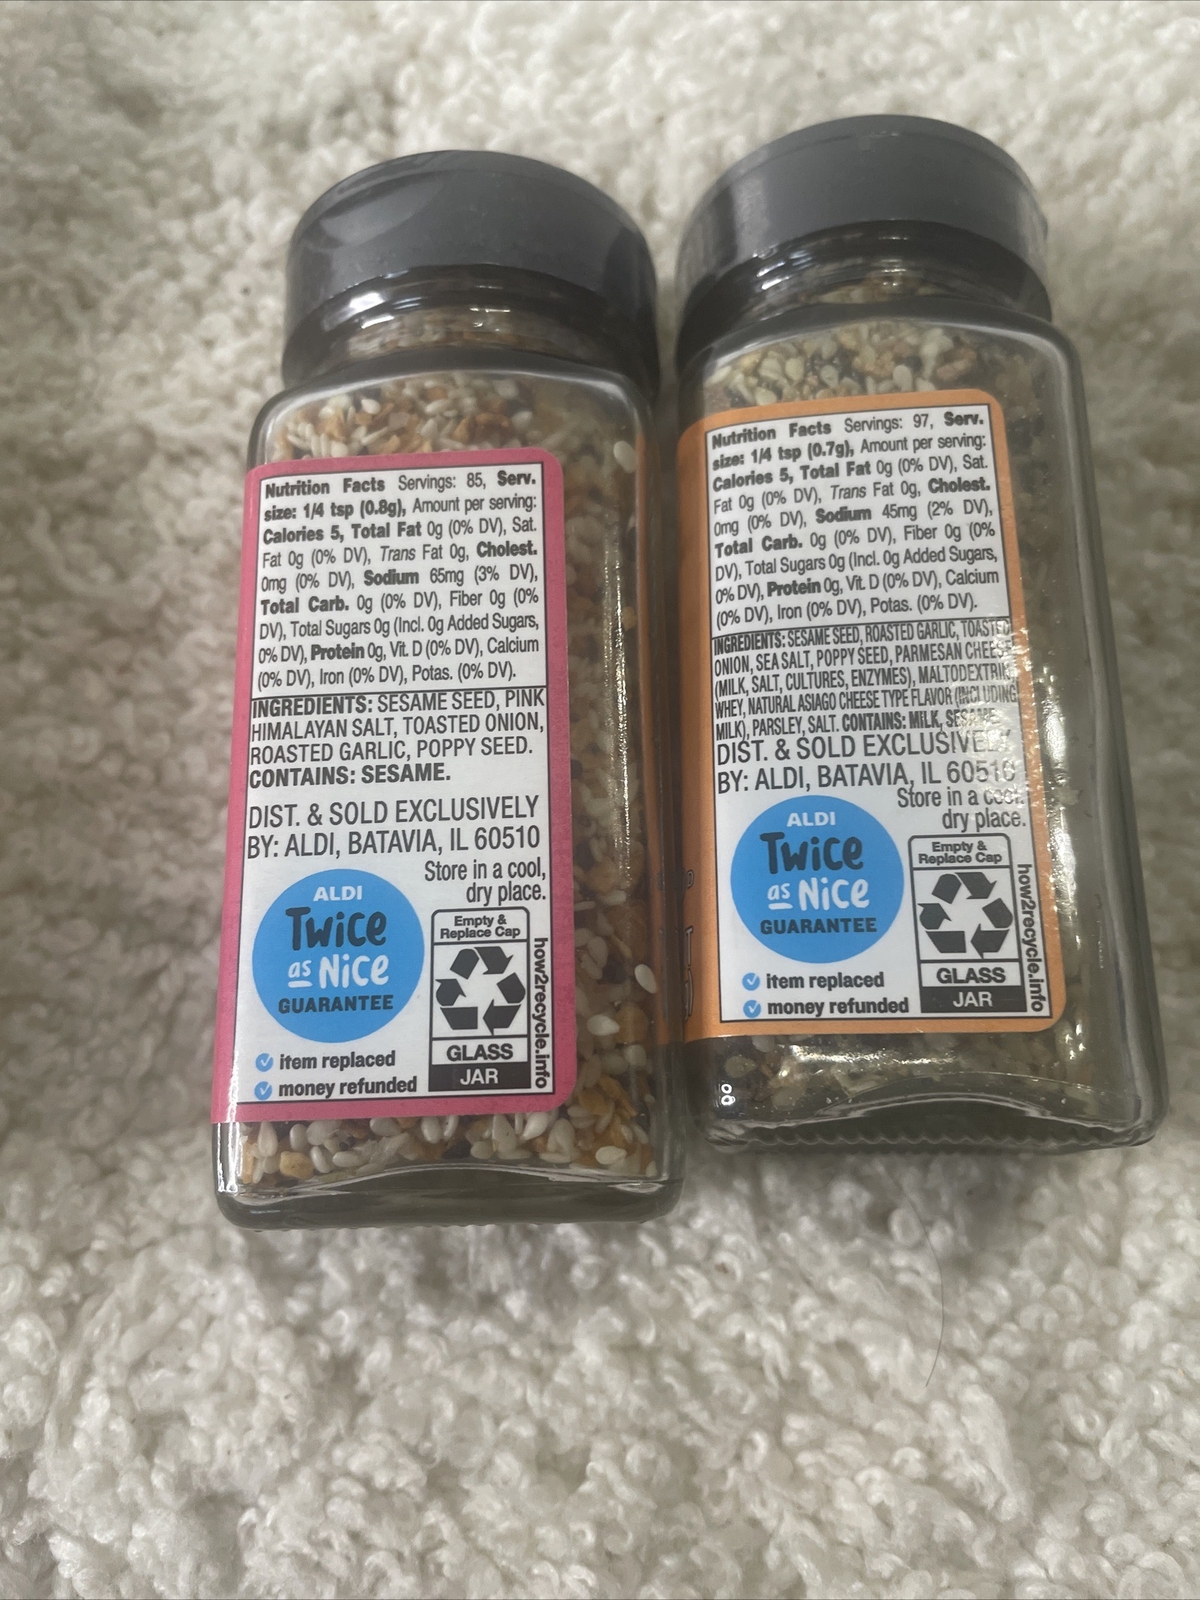 Nutrition Facts Servings: 85, Serv.
size: 1/4 tsp (0.8g), Amount per serving:
Calories 5, Total Fat 0g (0% DV), Sat.
Fat 0g (0% DV), Trans Fat 0g, Cholest.
0mg (0% DV), Sodium 65mg (3% DV),
Total Carb. 0g (0% DV), Fiber 0g (0%
DV), Total Sugars 0g (Incl. 0g Added Sugars,
0% DV), Protein 0g, Vit. D (0% DV), Calcium
(0% DV), Iron (0% DV), Potas. (0% DV).
INGREDIENTS: SESAME SEED, PINK
HIMALAYAN SALT, TOASTED ONION,
ROASTED GARLIC, POPPY SEED.
CONTAINS: SESAME.
DIST. & SOLD EXCLUSIVELY
BY: ALDI, BATAVIA, IL 60510
Store in a cool,
dry place.
ALDI
Twice
as Nice
GUARANTEE
item replaced
money refunded
Empty &
Replace Cap
GLASS
JAR
how2recycle.info
Nutrition Facts Servings: 97, Serv.
size: 1/4 tsp (0.7g), Amount per serving:
Calories 5, Total Fat 0g (0% DV), Sat.
Fat 0g (0% DV), Trans Fat 0g, Cholest.
0mg (0% DV), Sodium 45mg (2% DV),
Total Carb. 0g (0% DV), Fiber 0g (0%
DV), Total Sugars 0g (Incl. 0g Added Sugars,
0% DV), Protein 0g, Vit. D (0% DV), Calcium
(0% DV), Iron (0% DV), Potas. (0% DV).
INGREDIENTS: SESAME SEED, ROASTED GARLIC, TOASTED
ONION, SEA SALT, POPPY SEED, PARMESAN CHEESE
(MILK, SALT, CULTURES, ENZYMES), MALTODEXTRIN,
WHEY, NATURAL ASIAGO CHEESE TYPE FLAVOR (INCLUDING
MILK), PARSLEY, SALT. CONTAINS: MILK, SESAME.
DIST. & SOLD EXCLUSIVELY
BY: ALDI, BATAVIA, IL 60510
Store in a cool,
dry place.
ALDI
Twice
as Nice
GUARANTEE
item replaced
money refunded
Empty &
Replace Cap
GLASS
JAR
how2recycle.info